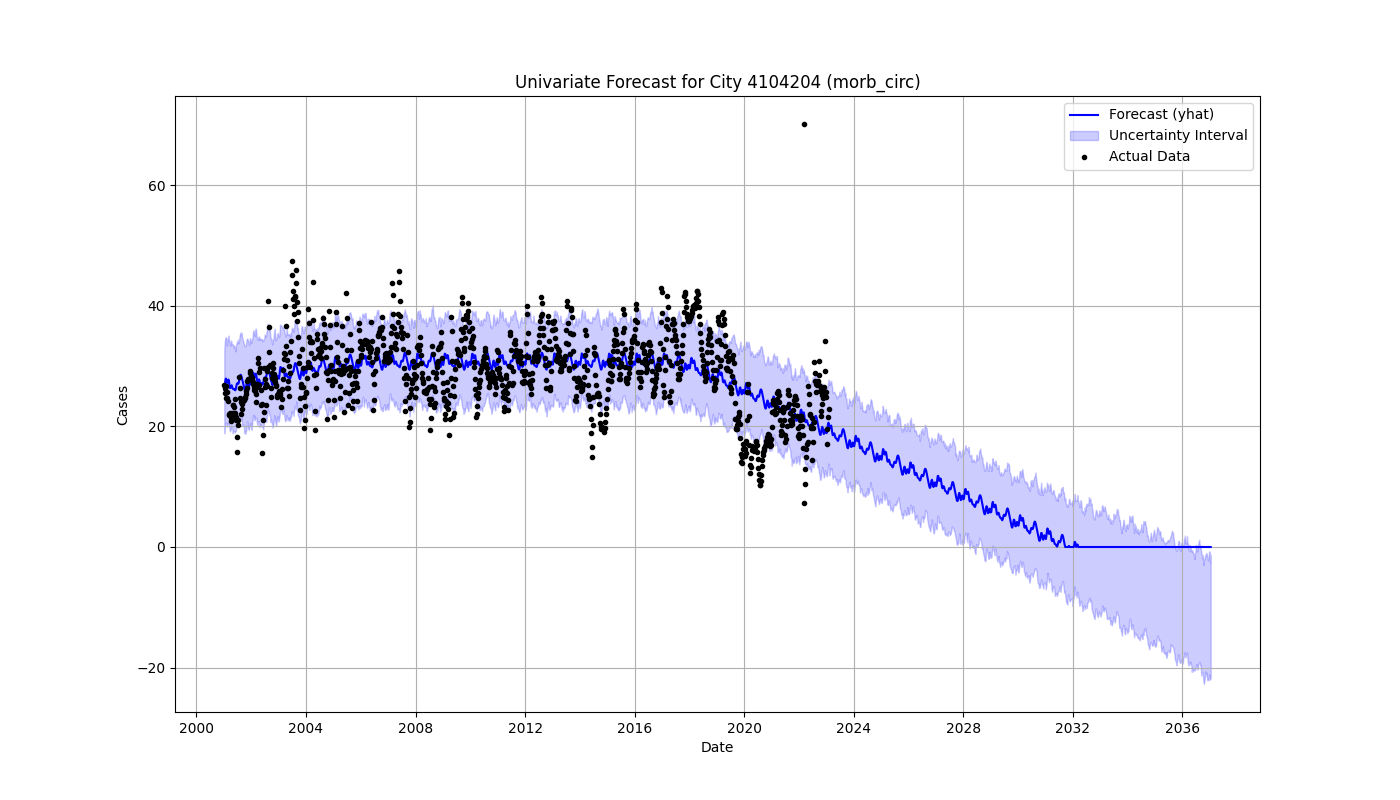 Univariate Forecast for City 4104204 (morb_circ)
Forecast (yhat)
Uncertainty Interval
Actual Data
60
40
20
0
−20
Cases
2000
2004
2008
2012
2016
2020
2024
2028
2032
2036
Date